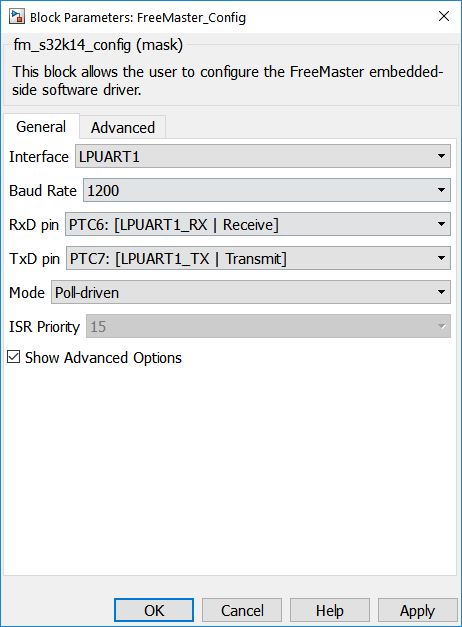 Block Parameters: FreeMaster_Config
fm_s32k14_config (mask)
This block allows the user to configure the FreeMaster embedded-
side software driver.
General Advanced
Interface LPUART1
Baud Rate 1200
RxD pin PTC6: [LPUART1_RX | Receive]
TxD pin PTC7: [LPUART1_TX | Transmit]
Mode Poll-driven
ISR Priority 15
Show Advanced Options
OK Cancel Help Apply